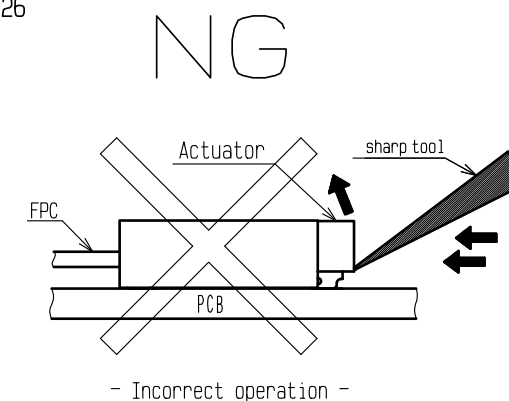 26
NG
Actuator
sharp tool
FPC
PCB
- Incorrect operation -